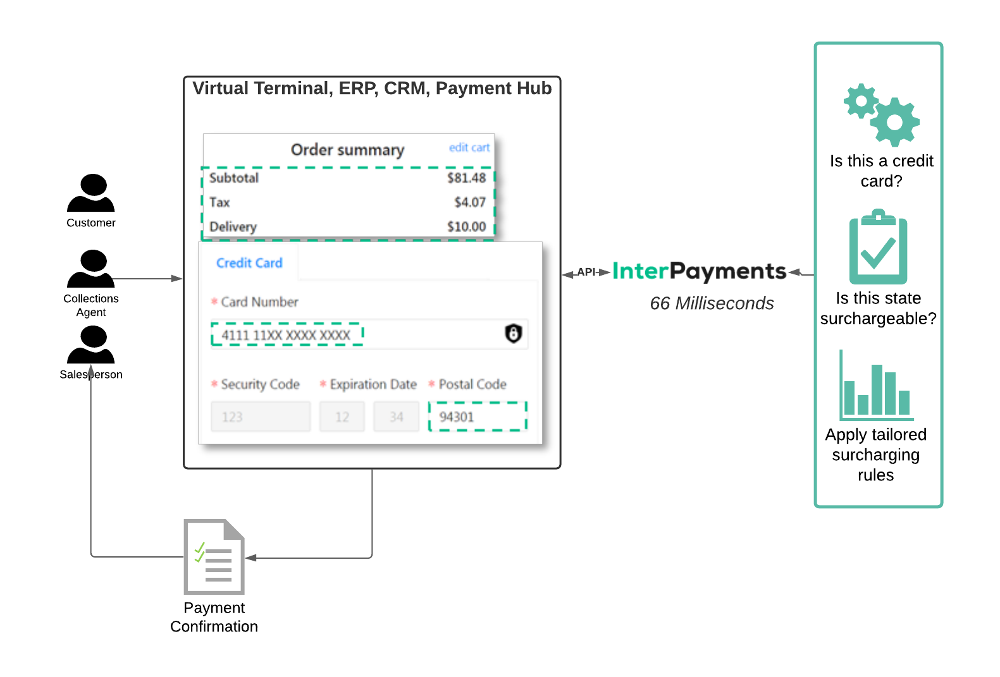 Virtual Terminal, ERP, CRM, Payment Hub
Order summary
edit cart
Subtotal $81.48
Tax $4.07
Delivery $10.00
Credit Card
* Card Number
4111 11XX XXXX XXXX
* Security Code * Expiration Date * Postal Code
123 12 34 94301
Customer
Collections
Agent
Salesperson
API
InterPayments
66 Milliseconds
Is this a credit
card?
Is this state
surchargeable?
Apply tailored
surcharging
rules
Payment
Confirmation